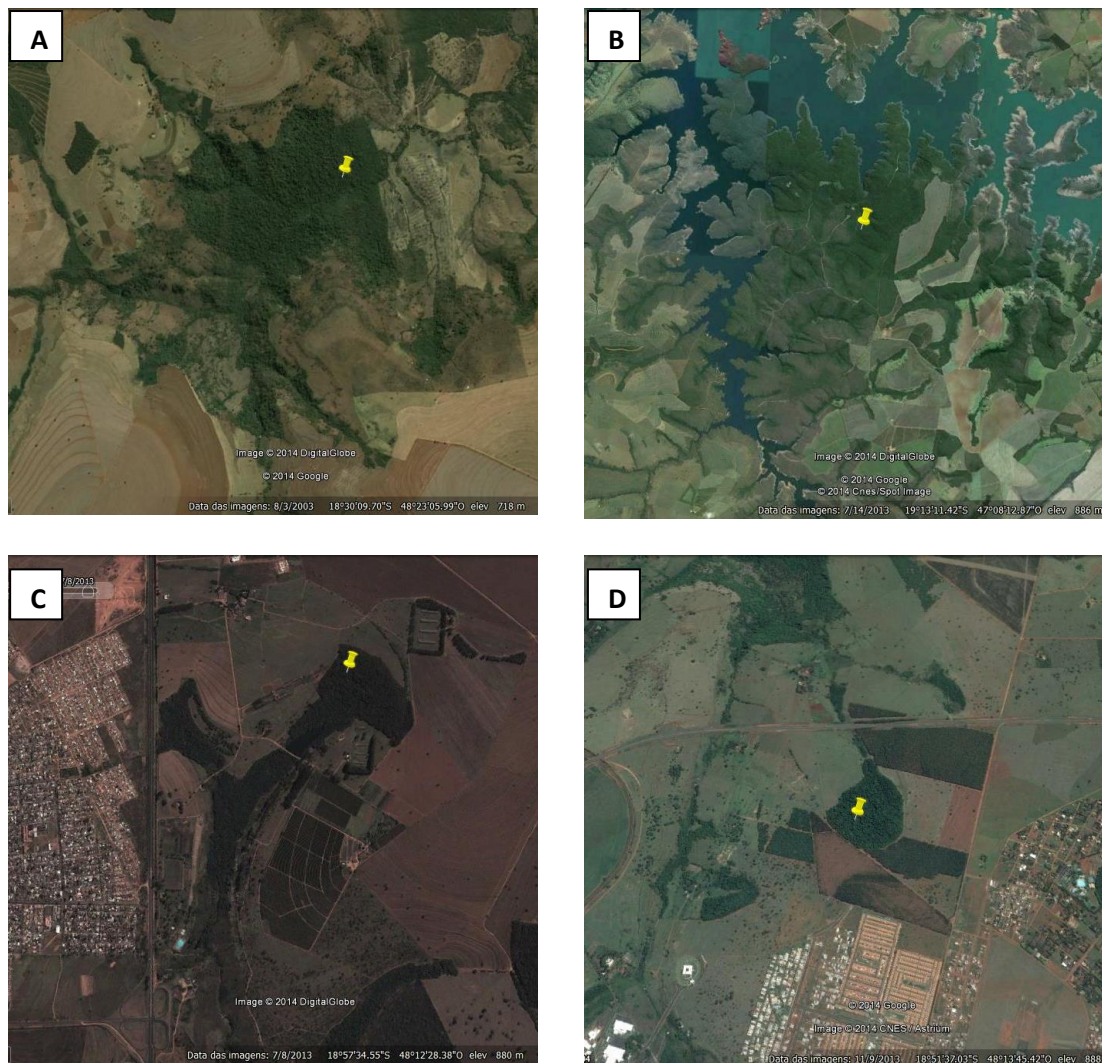 A
Image © 2014 DigitalGlobe
© 2014 Google
Data das imagens: 8/3/2003 18°30'09.70"S 48°23'05.99"O elev 718 m
B
Image © 2014 DigitalGlobe
© 2014 Google
© 2014 Cnes/Spot Image
Data das imagens: 7/14/2013 19°13'11.42"S 47°08'12.87"O elev 886 m
C
7/8/2013
Image © 2014 DigitalGlobe
Data das imagens: 7/8/2013 18°57'34.55"S 48°12'28.38"O elev 880 m
D
© 2014 Google
Image © 2014 CNES / Astrium
Data das imagens: 11/9/2013 18°51'37.03"S 48°13'45.42"O elev 888